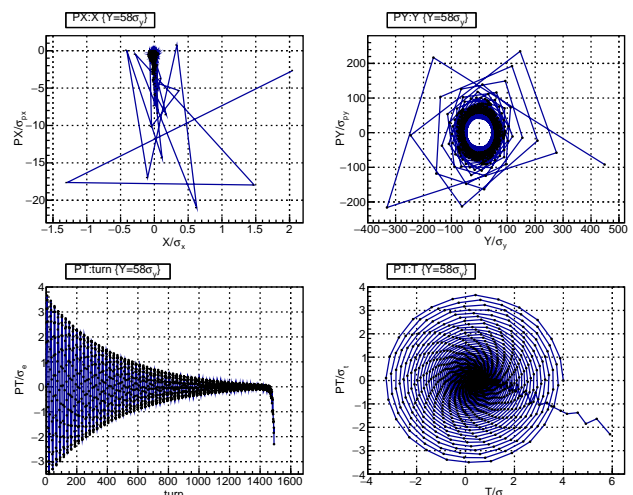 PX:X {Y=58σy}
0
−5
−10
−15
−20
PX/σpx
−1.5 −1 −0.5 0 0.5 1 1.5 2
X/σx
PY:Y {Y=58σy}
200
100
0
−100
−200
PY/σpy
−400 −300 −200 −100 0 100 200 300 400 500
Y/σy
PT:turn {Y=58σy}
4
3
2
1
0
−1
−2
−3
PT/σe
0 200 400 600 800 1000 1200 1400 1600
turn
PT:T {Y=58σy}
4
3
2
1
0
−1
−2
−3
−4
PT/σt
−4 −2 0 2 4 6